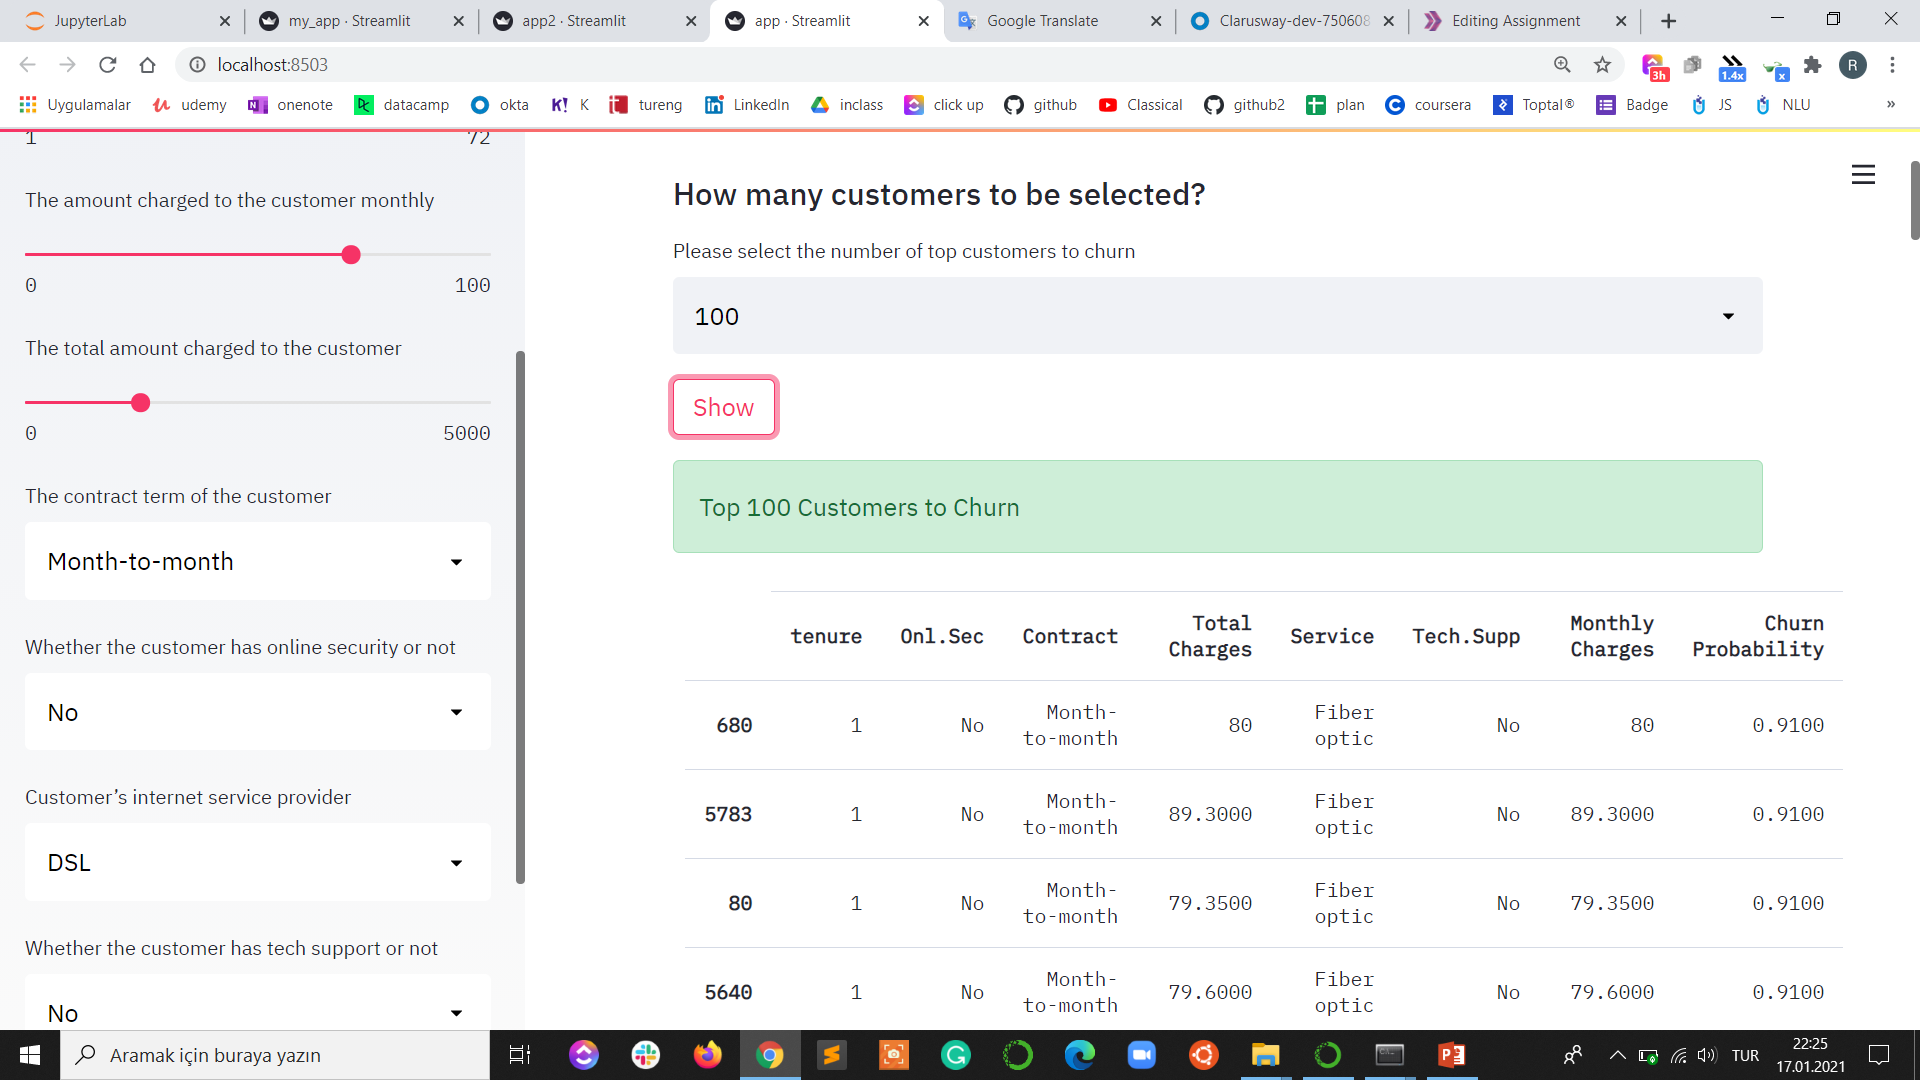 JupyterLab
my_app · Streamlit
app2 · Streamlit
app · Streamlit
Google Translate
Clarusway-dev-750608
Editing Assignment
localhost:8503
3h
1.4x
x
R
Uygulamalar
udemy
onenote
datacamp
okta
K
tureng
LinkedIn
inclass
click up
github
Classical
github2
plan
coursera
Toptal®
Badge
JS
NLU
»
1 72
The amount charged to the customer monthly
0 100
The total amount charged to the customer
0 5000
The contract term of the customer
Month-to-month
Whether the customer has online security or not
No
Customer’s internet service provider
DSL
Whether the customer has tech support or not
No
How many customers to be selected?
Please select the number of top customers to churn
100
Show
Top 100 Customers to Churn
tenure Onl.Sec Contract Total Charges Service Tech.Supp Monthly Charges Churn Probability
680 1 No Month-to-month 80 Fiber optic No 80 0.9100
5783 1 No Month-to-month 89.3000 Fiber optic No 89.3000 0.9100
80 1 No Month-to-month 79.3500 Fiber optic No 79.3500 0.9100
5640 1 No Month-to-month 79.6000 Fiber optic No 79.6000 0.9100
Aramak için buraya yazın
TUR
22:25
17.01.2021